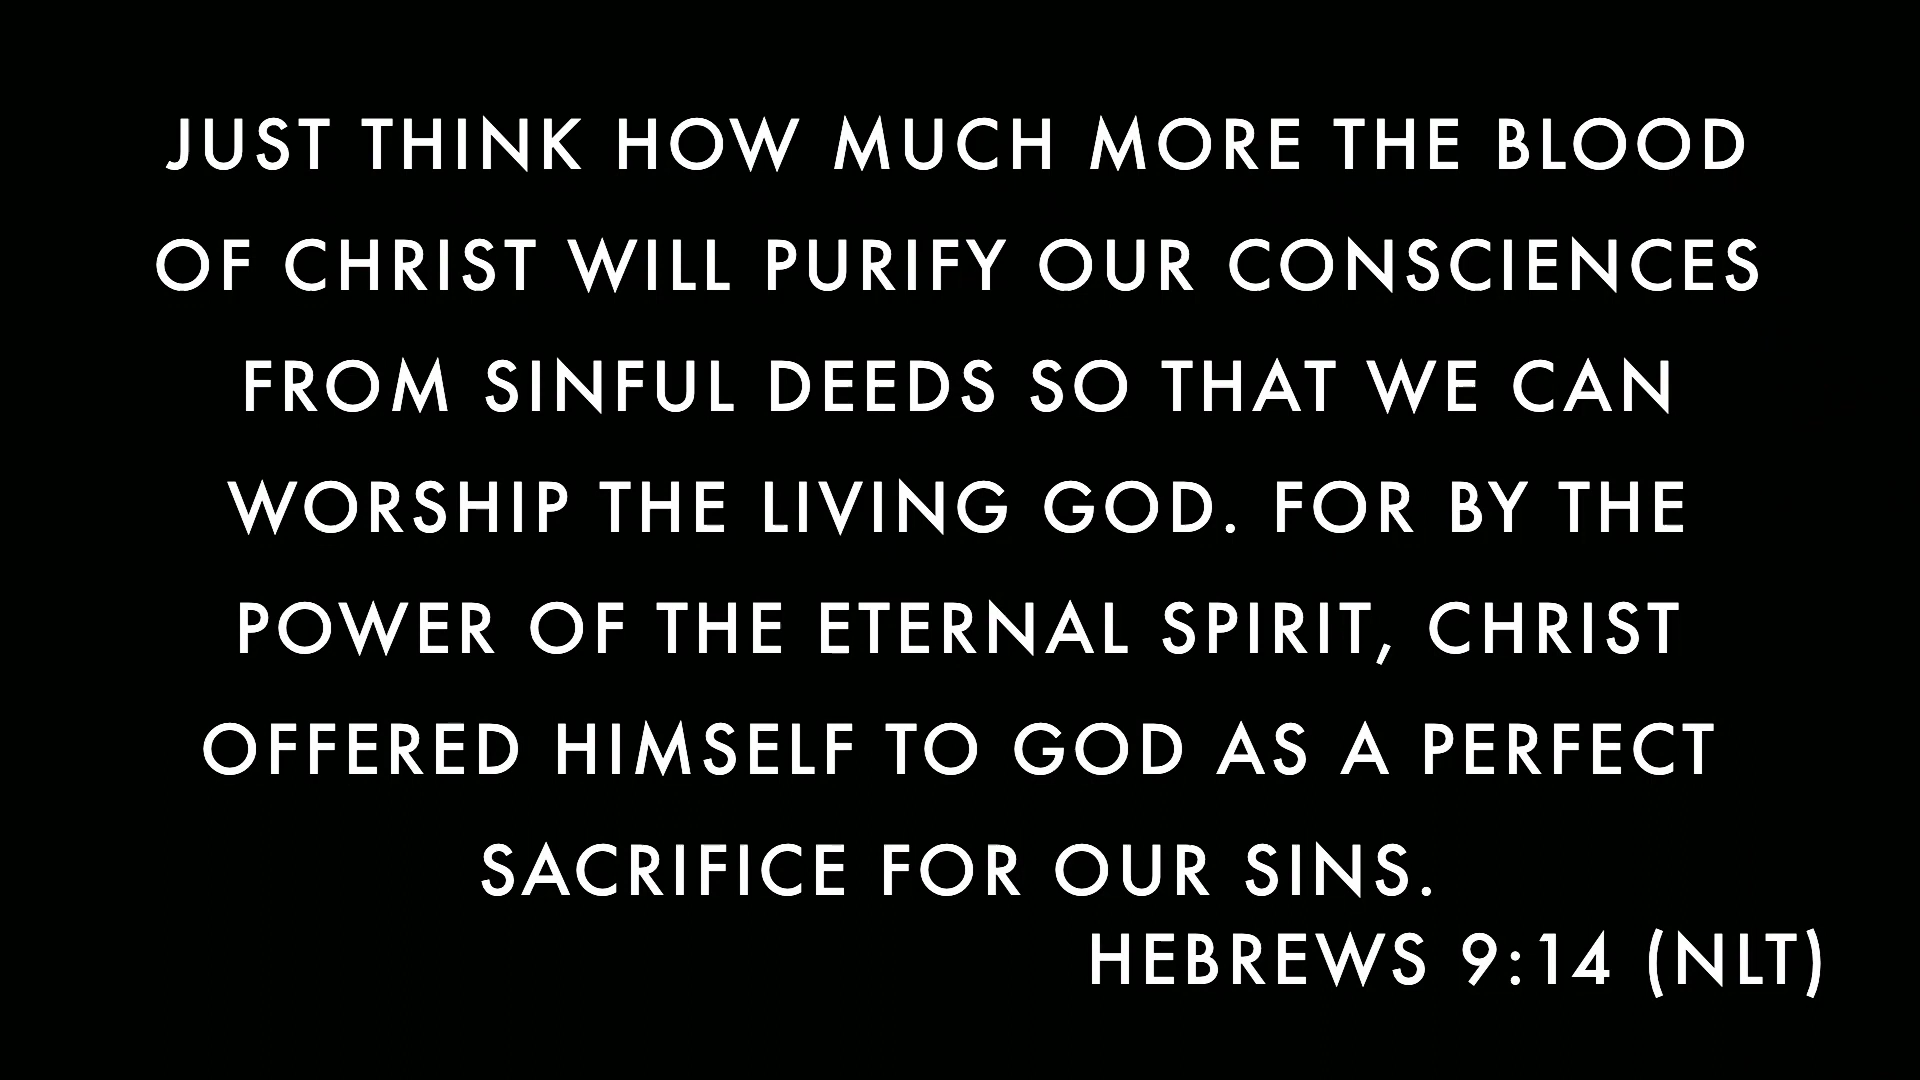 JUST THINK HOW MUCH MORE THE BLOOD
OF CHRIST WILL PURIFY OUR CONSCIENCES
FROM SINFUL DEEDS SO THAT WE CAN
WORSHIP THE LIVING GOD. FOR BY THE
POWER OF THE ETERNAL SPIRIT, CHRIST
OFFERED HIMSELF TO GOD AS A PERFECT
SACRIFICE FOR OUR SINS.
HEBREWS 9:14 (NLT)